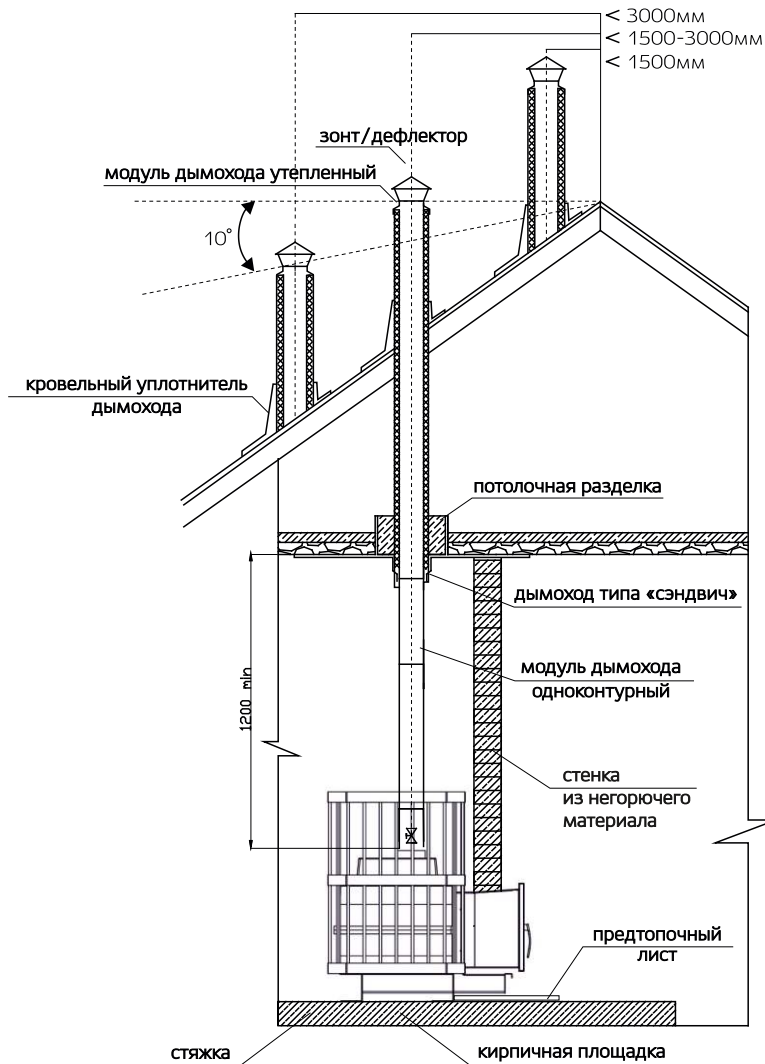 < 3000мм
< 1500-3000мм
< 1500мм
зонт/дефлектор
модуль дымохода утепленный
10°
кровельный уплотнитель
дымохода
потолочная разделка
дымоход типа «сэндвич»
модуль дымохода
одноконтурный
1200 min
стенка
из негорючего
материала
предтопочный
лист
стяжка
кирпичная площадка